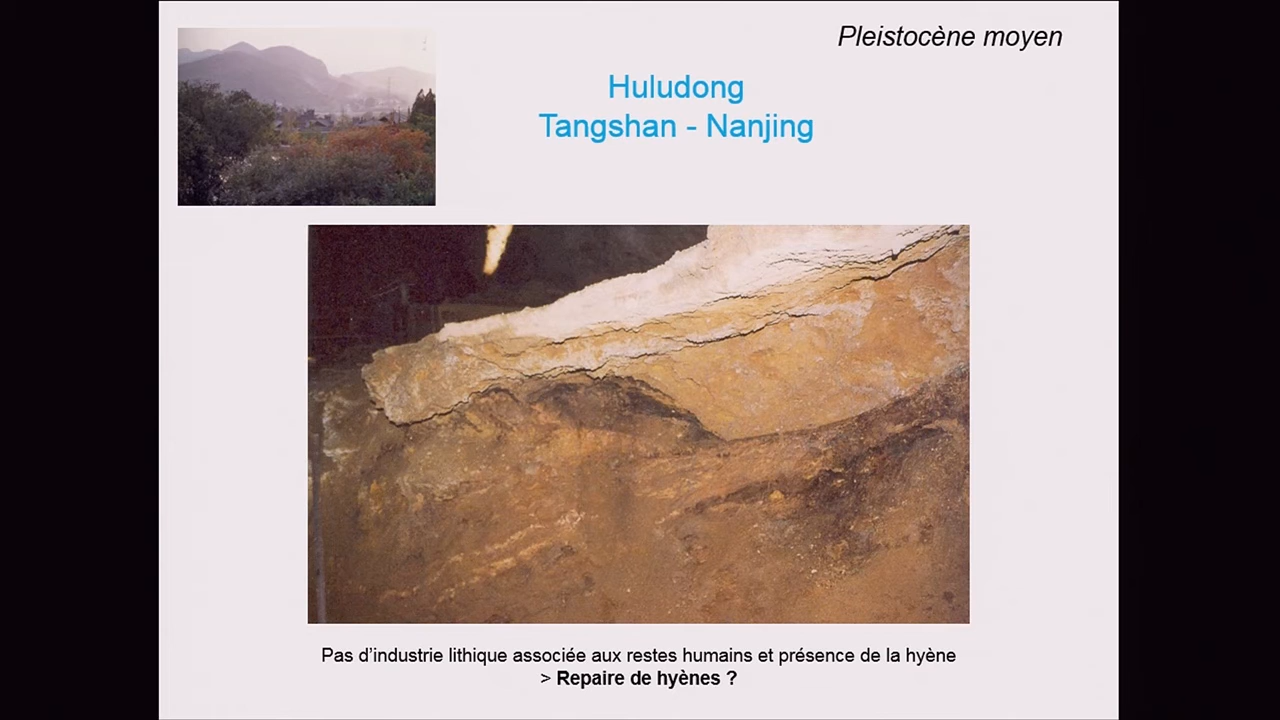 Pleistocène moyen
Huludong
Tangshan - Nanjing
Pas d’industrie lithique associée aux restes humains et présence de la hyène
> Repaire de hyènes ?